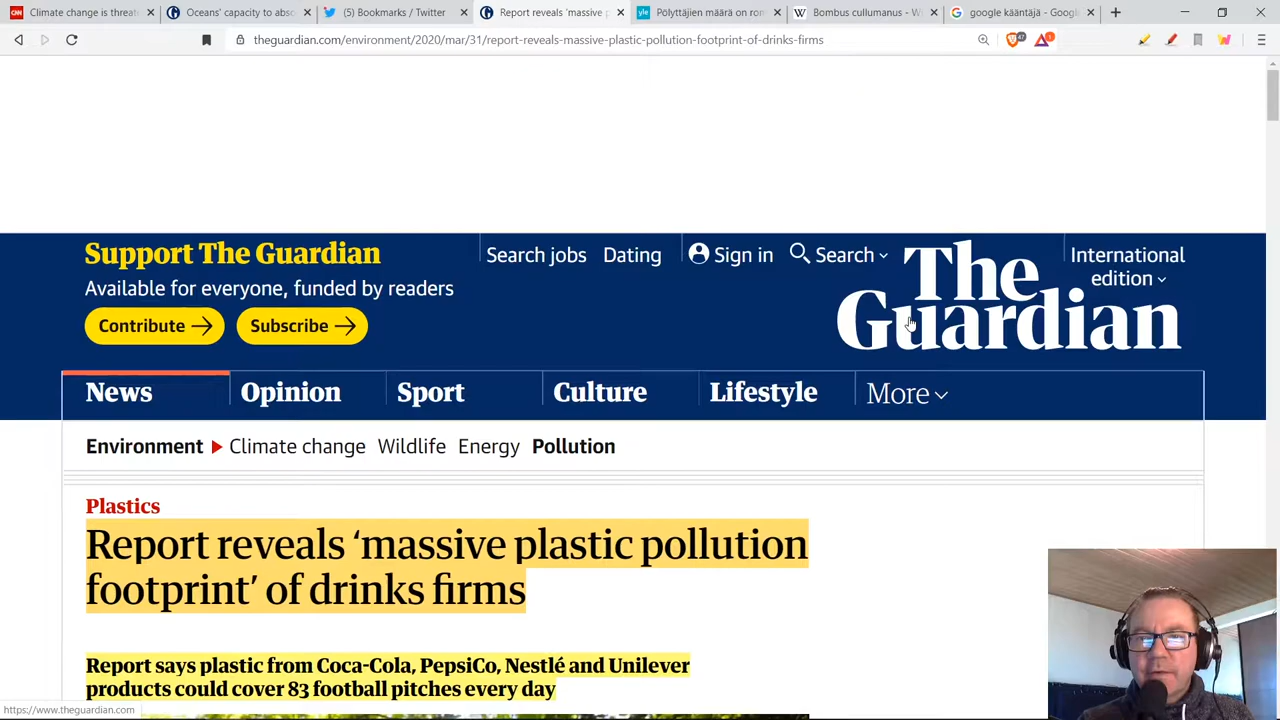 Climate change is threat
Oceans' capacity to abso
(5) Bookmarks / Twitter
Report reveals 'massive p
Pölyttäjien määrä on rom
Bombus cullumanus - W
google kääntäjä - Google
theguardian.com/environment/2020/mar/31/report-reveals-massive-plastic-pollution-footprint-of-drinks-firms
Support The Guardian
Available for everyone, funded by readers
Contribute
Subscribe
Search jobs
Dating
Sign in
Search
The
Guardian
International
edition
News
Opinion
Sport
Culture
Lifestyle
More
Environment
Climate change
Wildlife
Energy
Pollution
Plastics
Report reveals ‘massive plastic pollution
footprint’ of drinks firms
Report says plastic from Coca-Cola, PepsiCo, Nestlé and Unilever
products could cover 83 football pitches every day
https://www.theguardian.com